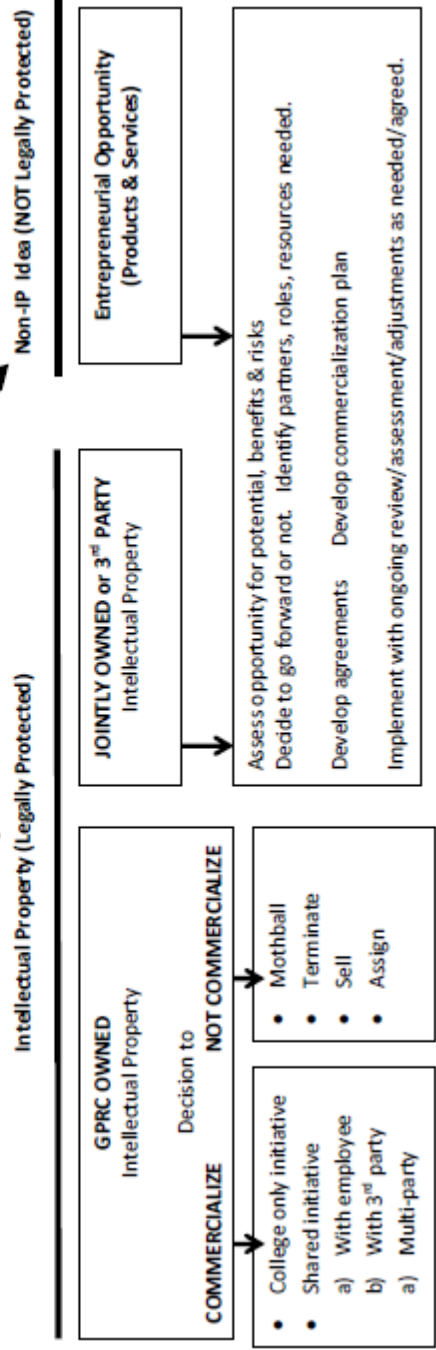 Intellectual Property (Legally Protected)
Non-IP Idea (NOT Legally Protected)
GPRC OWNED
Intellectual Property
Decision to
COMMERCIALIZE NOT COMMERCIALIZE
• College only initiative
• Shared initiative
a) With employee
b) With 3rd party
a) Multi-party
• Mothball
• Terminate
• Sell
• Assign
JOINTLY OWNED or 3rd PARTY
Intellectual Property
Entrepreneurial Opportunity
(Products & Services)
Assess opportunity for potential, benefits & risks
Decide to go forward or not. Identify partners, roles, resources needed.
Develop agreements Develop commercialization plan
Implement with ongoing review/assessment/adjustments as needed/agreed.